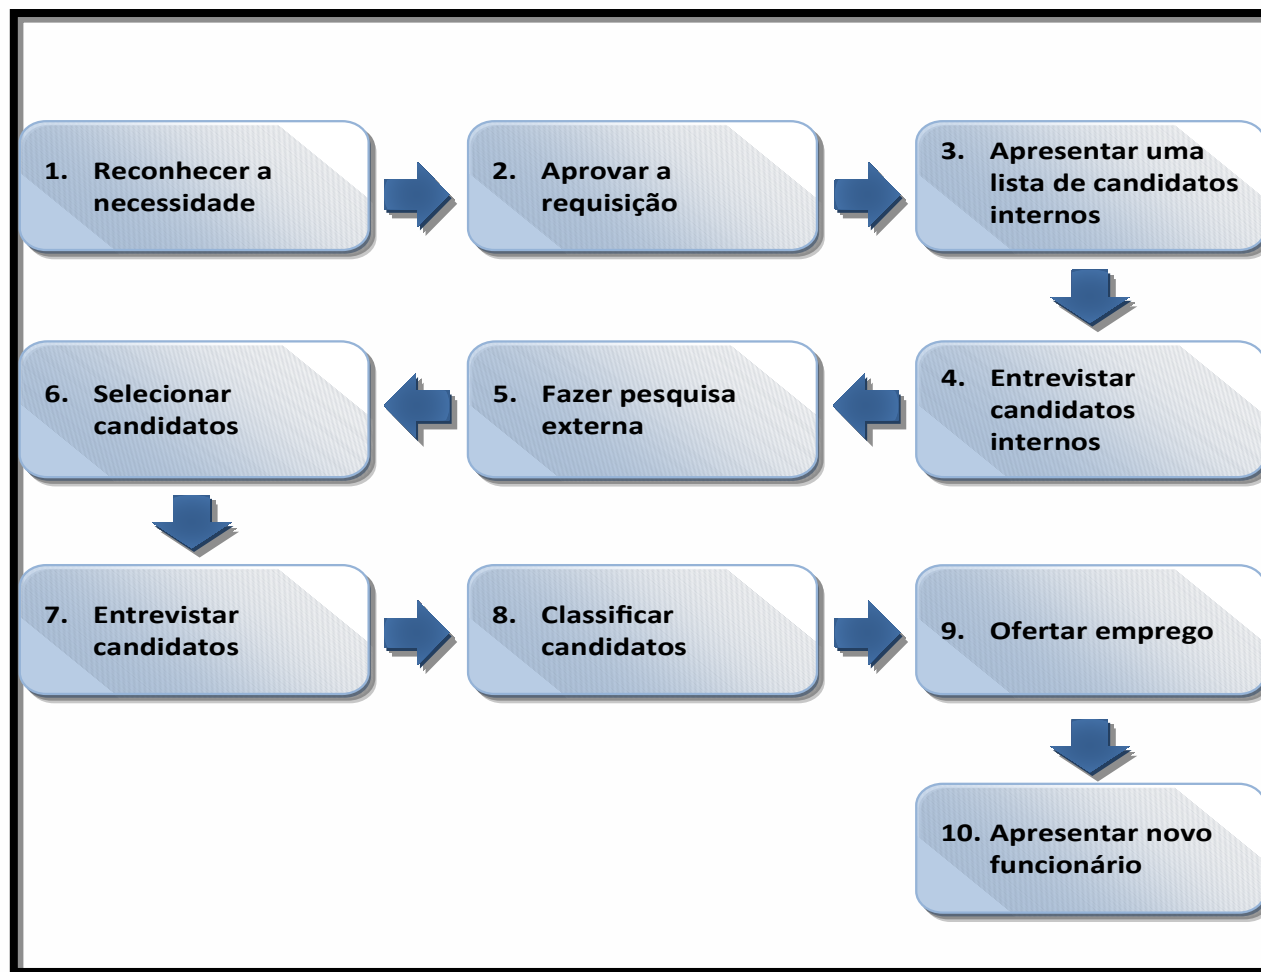 1. Reconhecer a
necessidade
2. Aprovar a
requisição
3. Apresentar uma
lista de candidatos
internos
4. Entrevistar
candidatos
internos
5. Fazer pesquisa
externa
6. Selecionar
candidatos
7. Entrevistar
candidatos
8. Classificar
candidatos
9. Ofertar emprego
10. Apresentar novo
funcionário